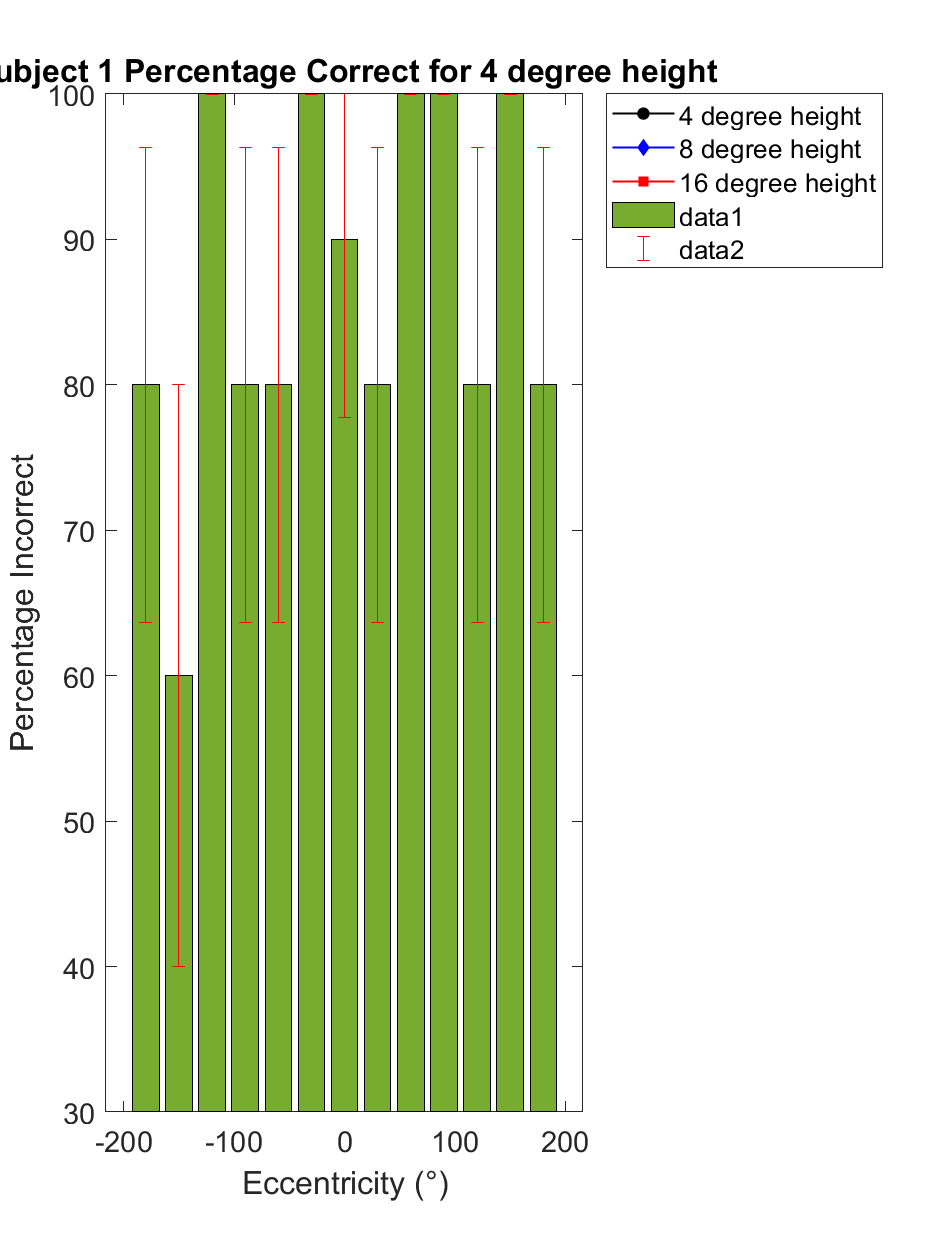 ubject 1 Percentage Correct for 4 degree height
100
90
80
70
60
50
40
30
-200 -100 0 100 200
Percentage Incorrect
Eccentricity (°)
4 degree height
8 degree height
16 degree height
data1
data2